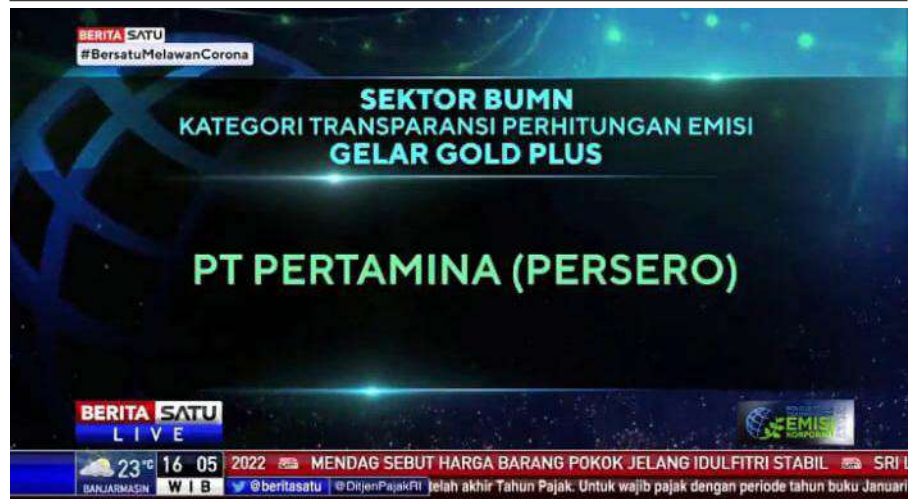 BERITA SATU
#BersatuMelawanCorona
SEKTOR BUMN
KATEGORI TRANSPARANSI PERHITUNGAN EMISI
GELAR GOLD PLUS
PT PERTAMINA (PERSERO)
BERITA SATU
LIVE
EMISI
KORPORASI
23°C 16 05 2022 MENDAG SEBUT HARGA BARANG POKOK JELANG IDULFITRI STABIL SRI
BANJARMASIN WIB @beritasatu @DitjenPajakRI telah akhir Tahun Pajak. Untuk wajib pajak dengan periode tahun buku Januari